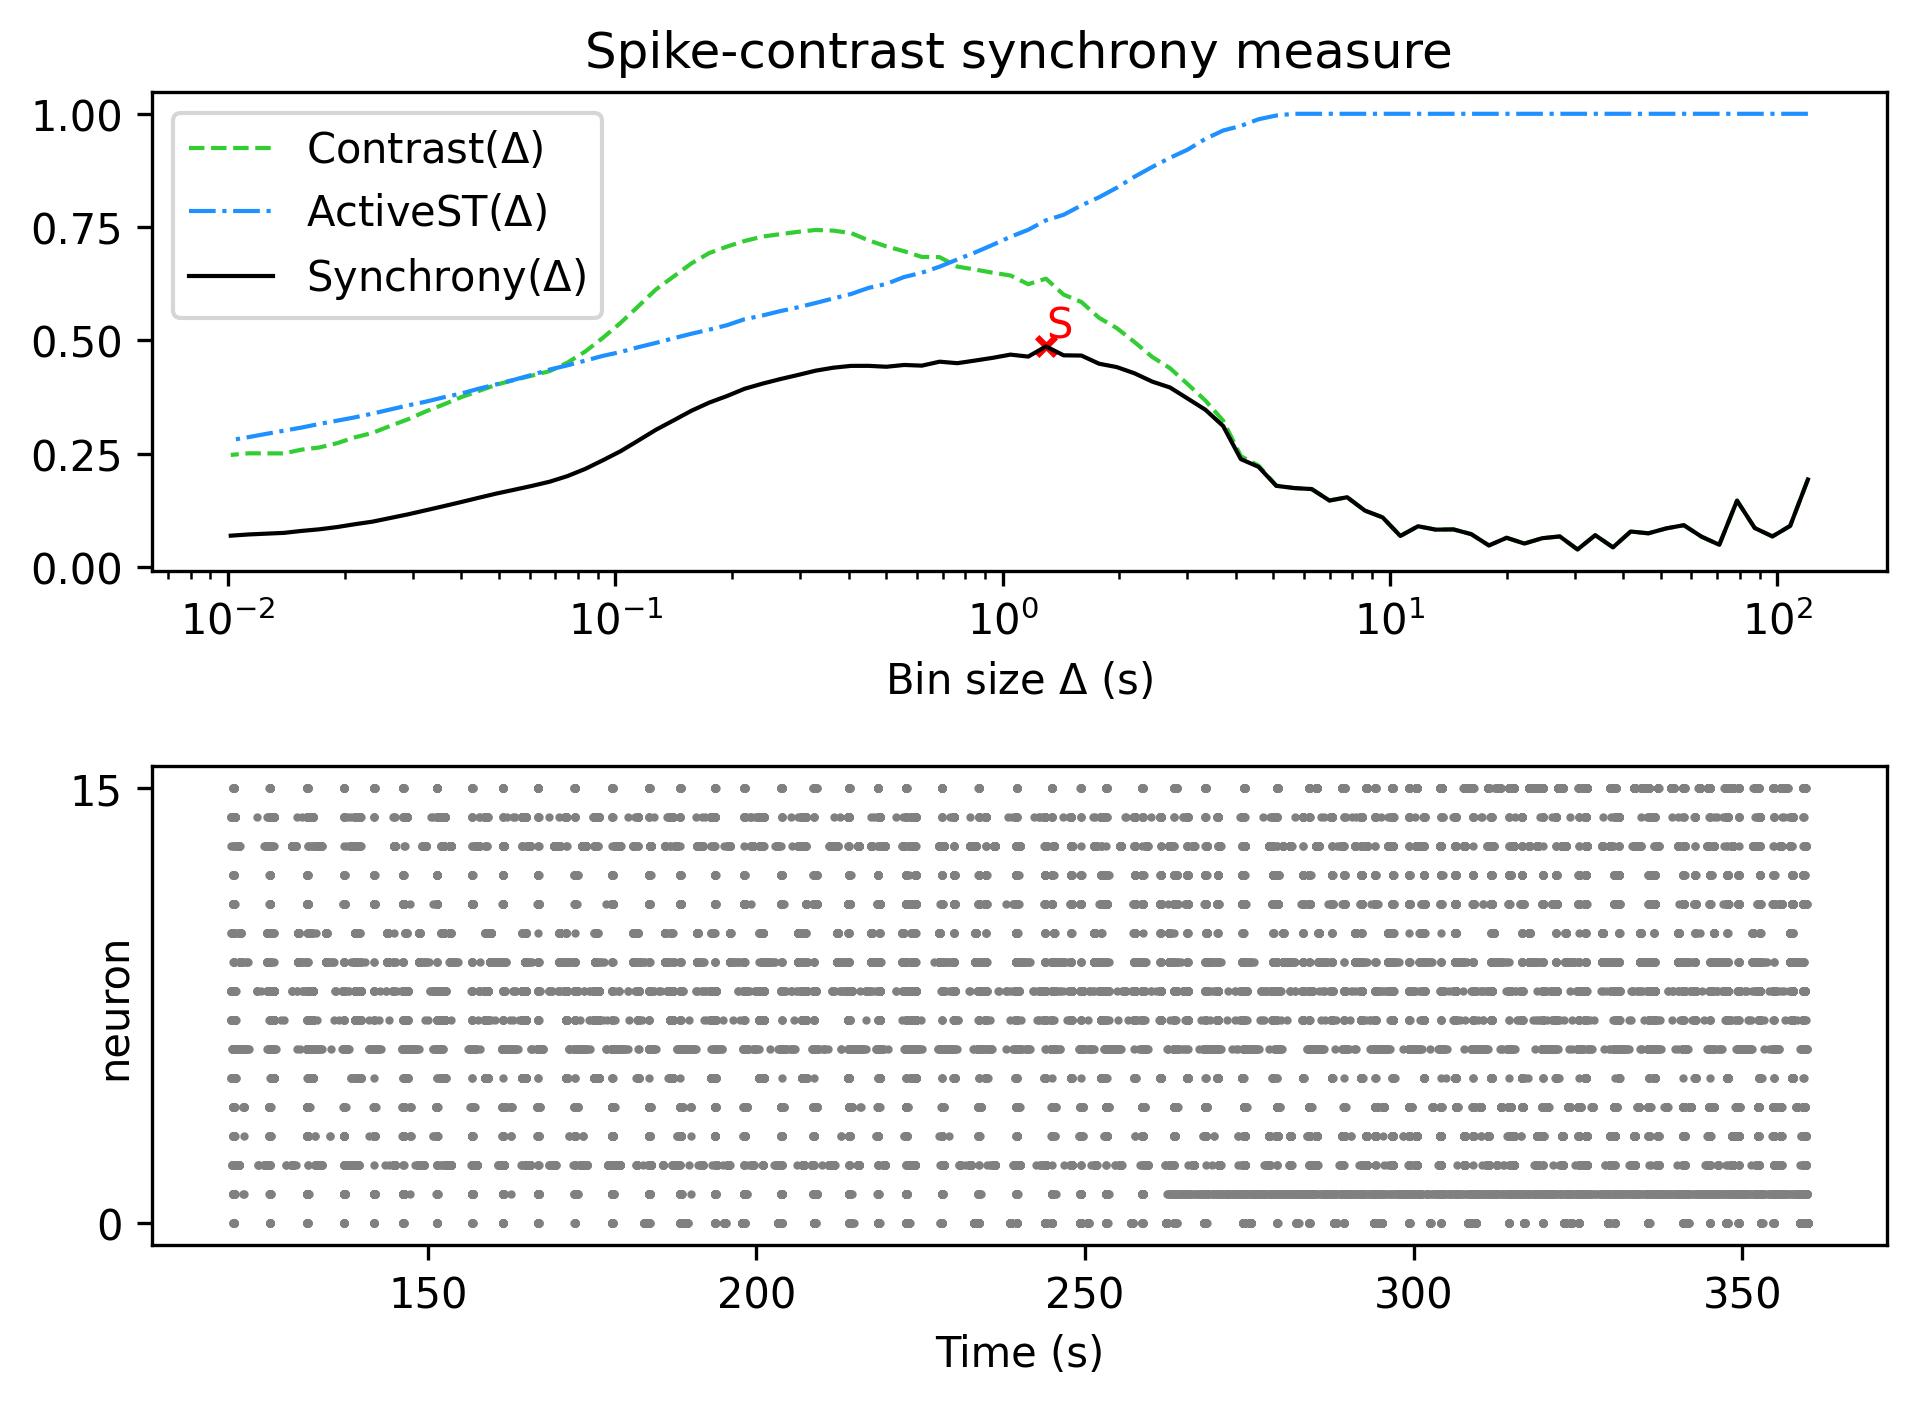 Spike-contrast synchrony measure
1.00
0.75
0.50
0.25
0.00
Contrast(Δ)
ActiveST(Δ)
Synchrony(Δ)
S
10⁻² 10⁻¹ 10⁰ 10¹ 10²
Bin size Δ (s)
15
neuron
0
150 200 250 300 350
Time (s)